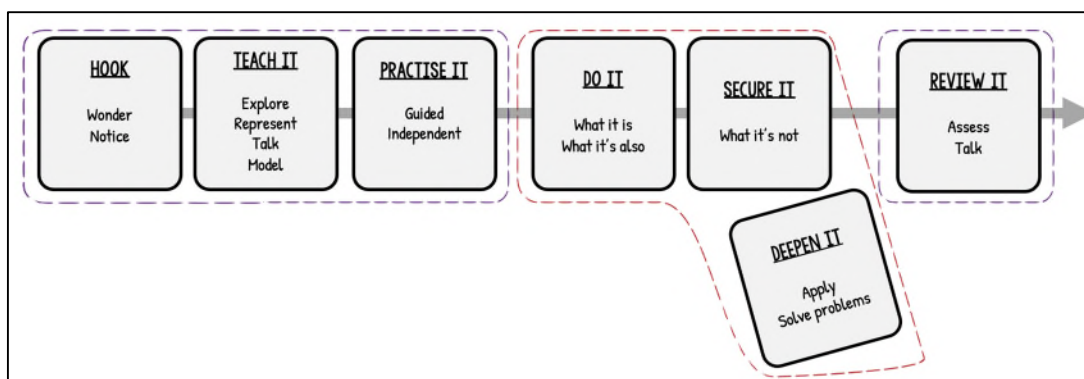 HOOK
Wonder
Notice
TEACH IT
Explore
Represent
Talk
Model
PRACTISE IT
Guided
Independent
DO IT
What it is
What it's also
SECURE IT
What it's not
DEEPEN IT
Apply
Solve problems
REVIEW IT
Assess
Talk